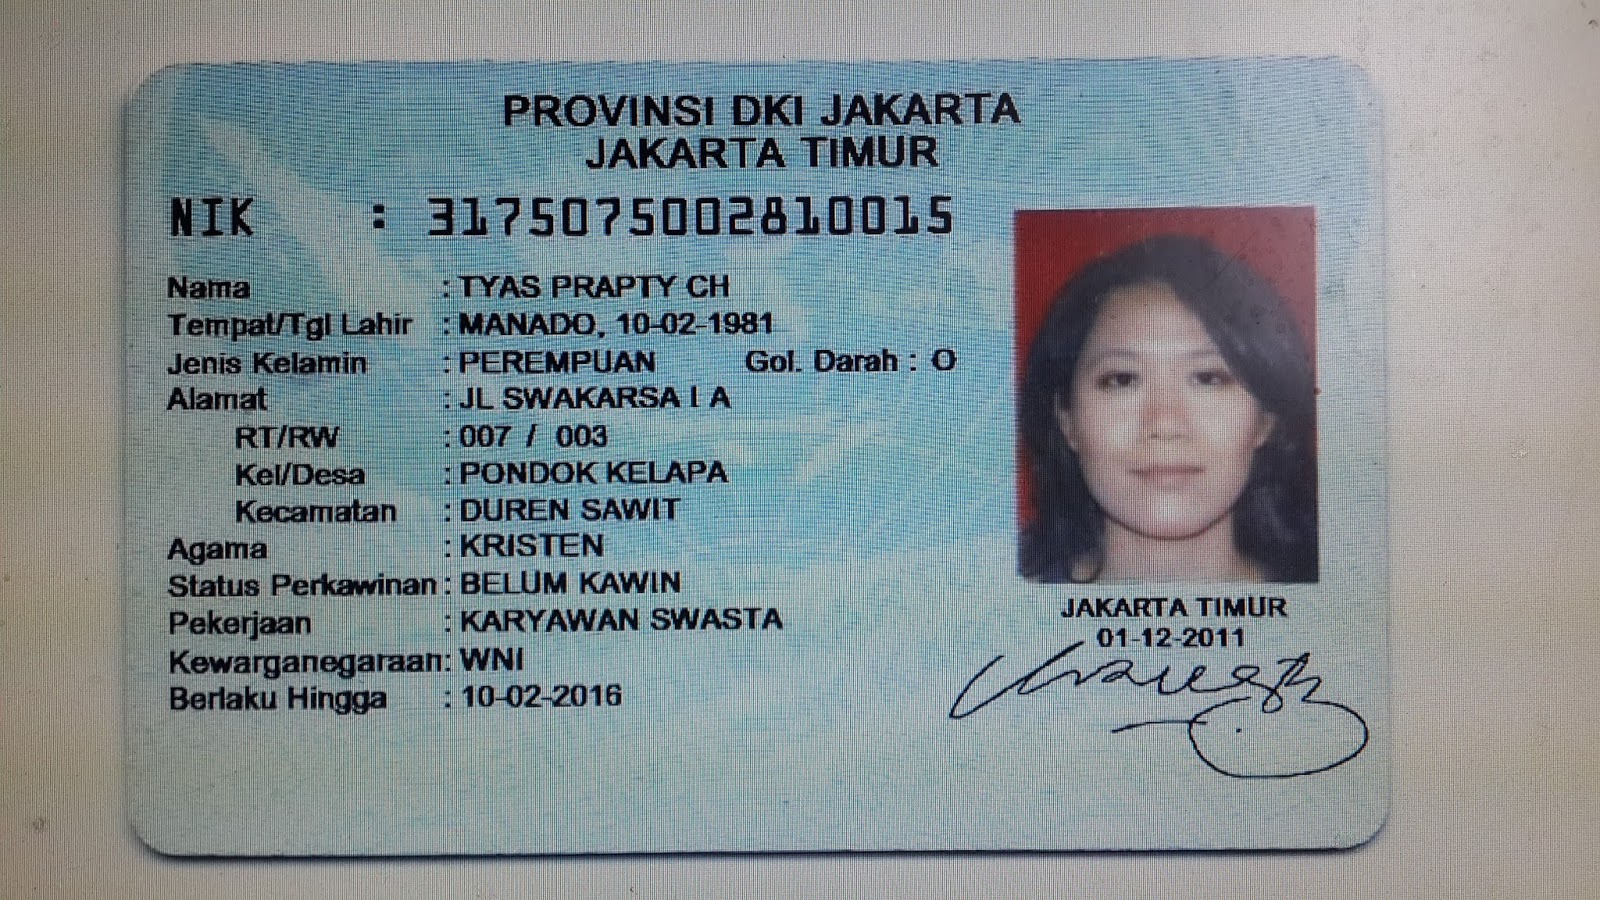 PROVINSI DKI JAKARTA
JAKARTA TIMUR
NIK : 3175075002810015
Nama : TYAS PRAPTY CH
Tempat/Tgl Lahir : MANADO, 10-02-1981
Jenis Kelamin : PEREMPUAN Gol. Darah : O
Alamat : JL SWAKARSA I A
RT/RW : 007 / 003
Kel/Desa : PONDOK KELAPA
Kecamatan : DUREN SAWIT
Agama : KRISTEN
Status Perkawinan : BELUM KAWIN
Pekerjaan : KARYAWAN SWASTA
Kewarganegaraan : WNI
Berlaku Hingga : 10-02-2016
JAKARTA TIMUR
01-12-2011